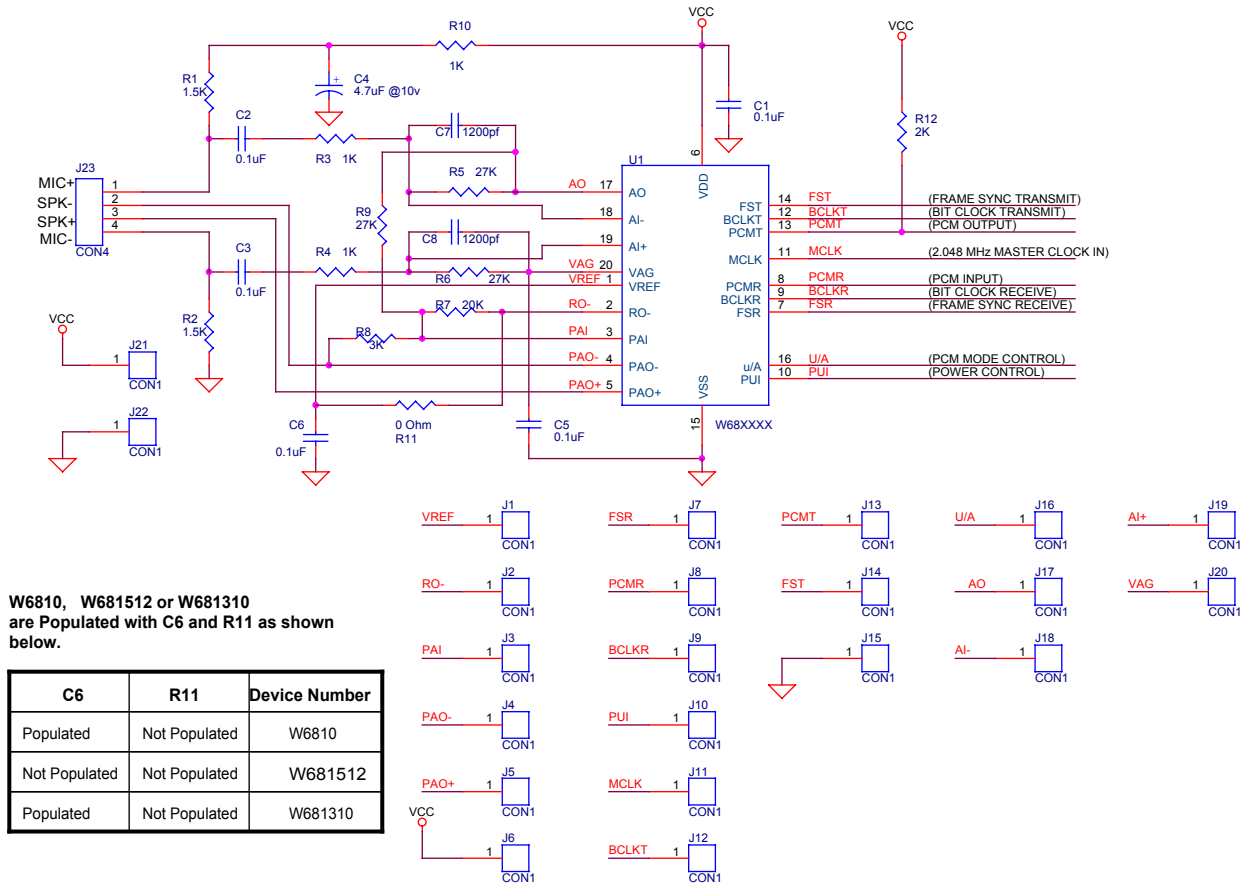 VCC
VCC
R10
1K
R1
1.5K
+
C4
4.7uF @10v
C1
0.1uF
R12
2K
C2
0.1uF
R3 1K
C7
1200pf
R5 27K
J23
MIC+ 1
SPK- 2
SPK+ 3
MIC- 4
CON4
R9
27K
C8
1200pf
C3
0.1uF
R4 1K
R6
27K
R7 20K
R8
3K
R2
1.5K
VCC
1
J21
CON1
1
J22
CON1
C6
0.1uF
0 Ohm
R11
C5
0.1uF
U1
6
VDD
AO 17 AO
18 AI-
19 AI+
VAG 20 VAG
VREF 1 VREF
RO- 2 RO-
PAI 3 PAI
PAO- 4 PAO-
PAO+ 5 PAO+
VSS
15
W68XXXX
FST 14 FST (FRAME SYNC TRANSMIT)
BCLKT 12 BCLKT (BIT CLOCK TRANSMIT)
PCMT 13 PCMT (PCM OUTPUT)
MCLK 11 MCLK (2.048 MHz MASTER CLOCK IN)
PCMR 8 PCMR (PCM INPUT)
BCLKR 9 BCLKR (BIT CLOCK RECEIVE)
FSR 7 FSR (FRAME SYNC RECEIVE)
u/A 16 U/A (PCM MODE CONTROL)
PUI 10 PUI (POWER CONTROL)
VREF 1 J1 CON1
FSR 1 J7 CON1
PCMT 1 J13 CON1
U/A 1 J16 CON1
AI+ 1 J19 CON1
RO- 1 J2 CON1
PCMR 1 J8 CON1
FST 1 J14 CON1
AO 1 J17 CON1
VAG 1 J20 CON1
PAI 1 J3 CON1
BCLKR 1 J9 CON1
1 J15 CON1
AI- 1 J18 CON1
PAO- 1 J4 CON1
PUI 1 J10 CON1
PAO+ 1 J5 CON1
MCLK 1 J11 CON1
VCC
1 J6 CON1
BCLKT 1 J12 CON1
W6810, W681512 or W681310
are Populated with C6 and R11 as shown
below.
C6 R11 Device Number
Populated Not Populated W6810
Not Populated Not Populated W681512
Populated Not Populated W681310